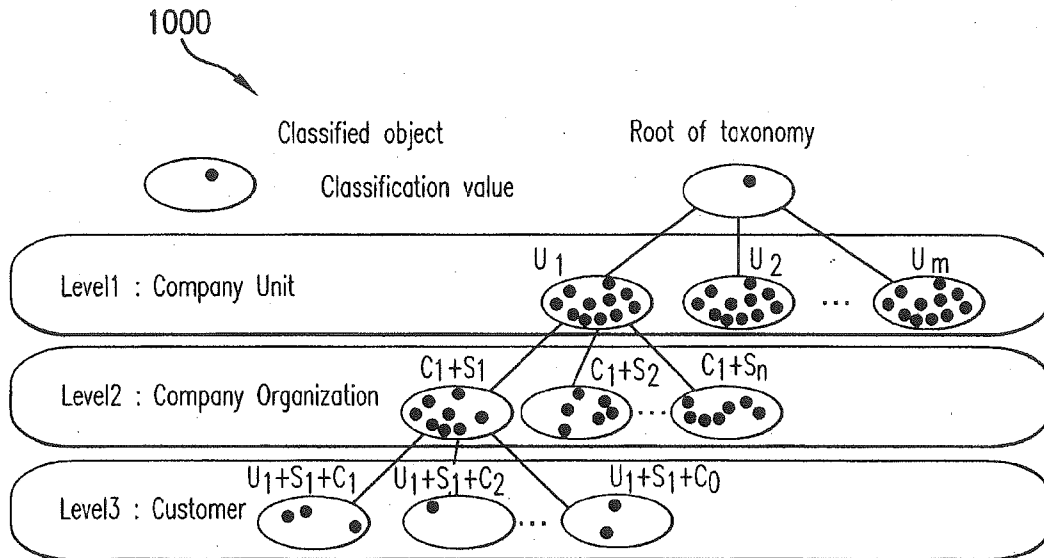 1000
Classified object
Root of taxonomy
Classification value
Level1 : Company Unit
U1
U2
...
Um
Level2 : Company Organization
C1+S1
C1+S2
...
C1+Sn
Level3 : Customer
U1+S1+C1
U1+S1+C2
...
U1+S1+C0